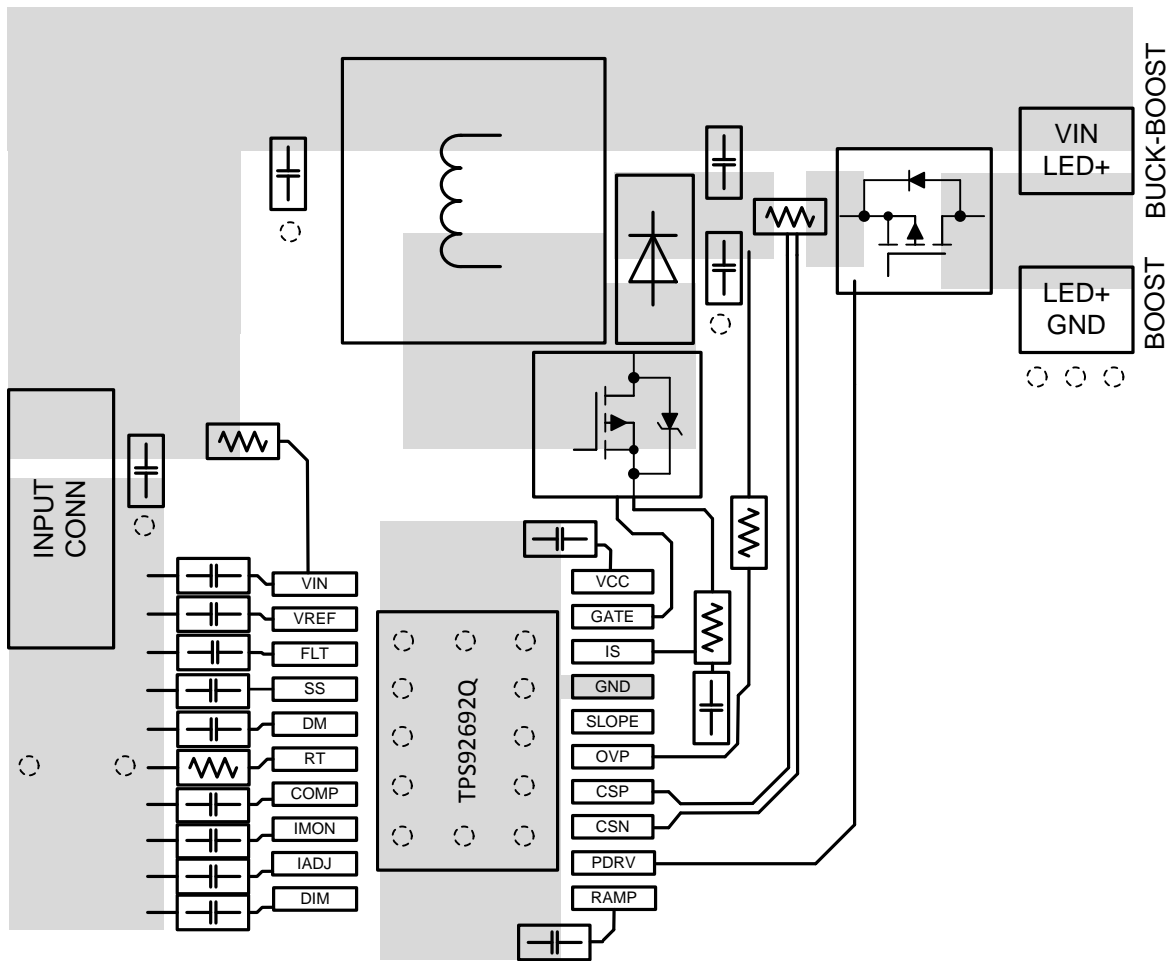 VIN
LED+
BUCK-BOOST
LED+
GND
BOOST
INPUT
CONN
VIN
VREF
FLT
SS
DM
RT
COMP
IMON
IADJ
DIM
TPS92692Q
VCC
GATE
IS
GND
SLOPE
OVP
CSP
CSN
PDRV
RAMP